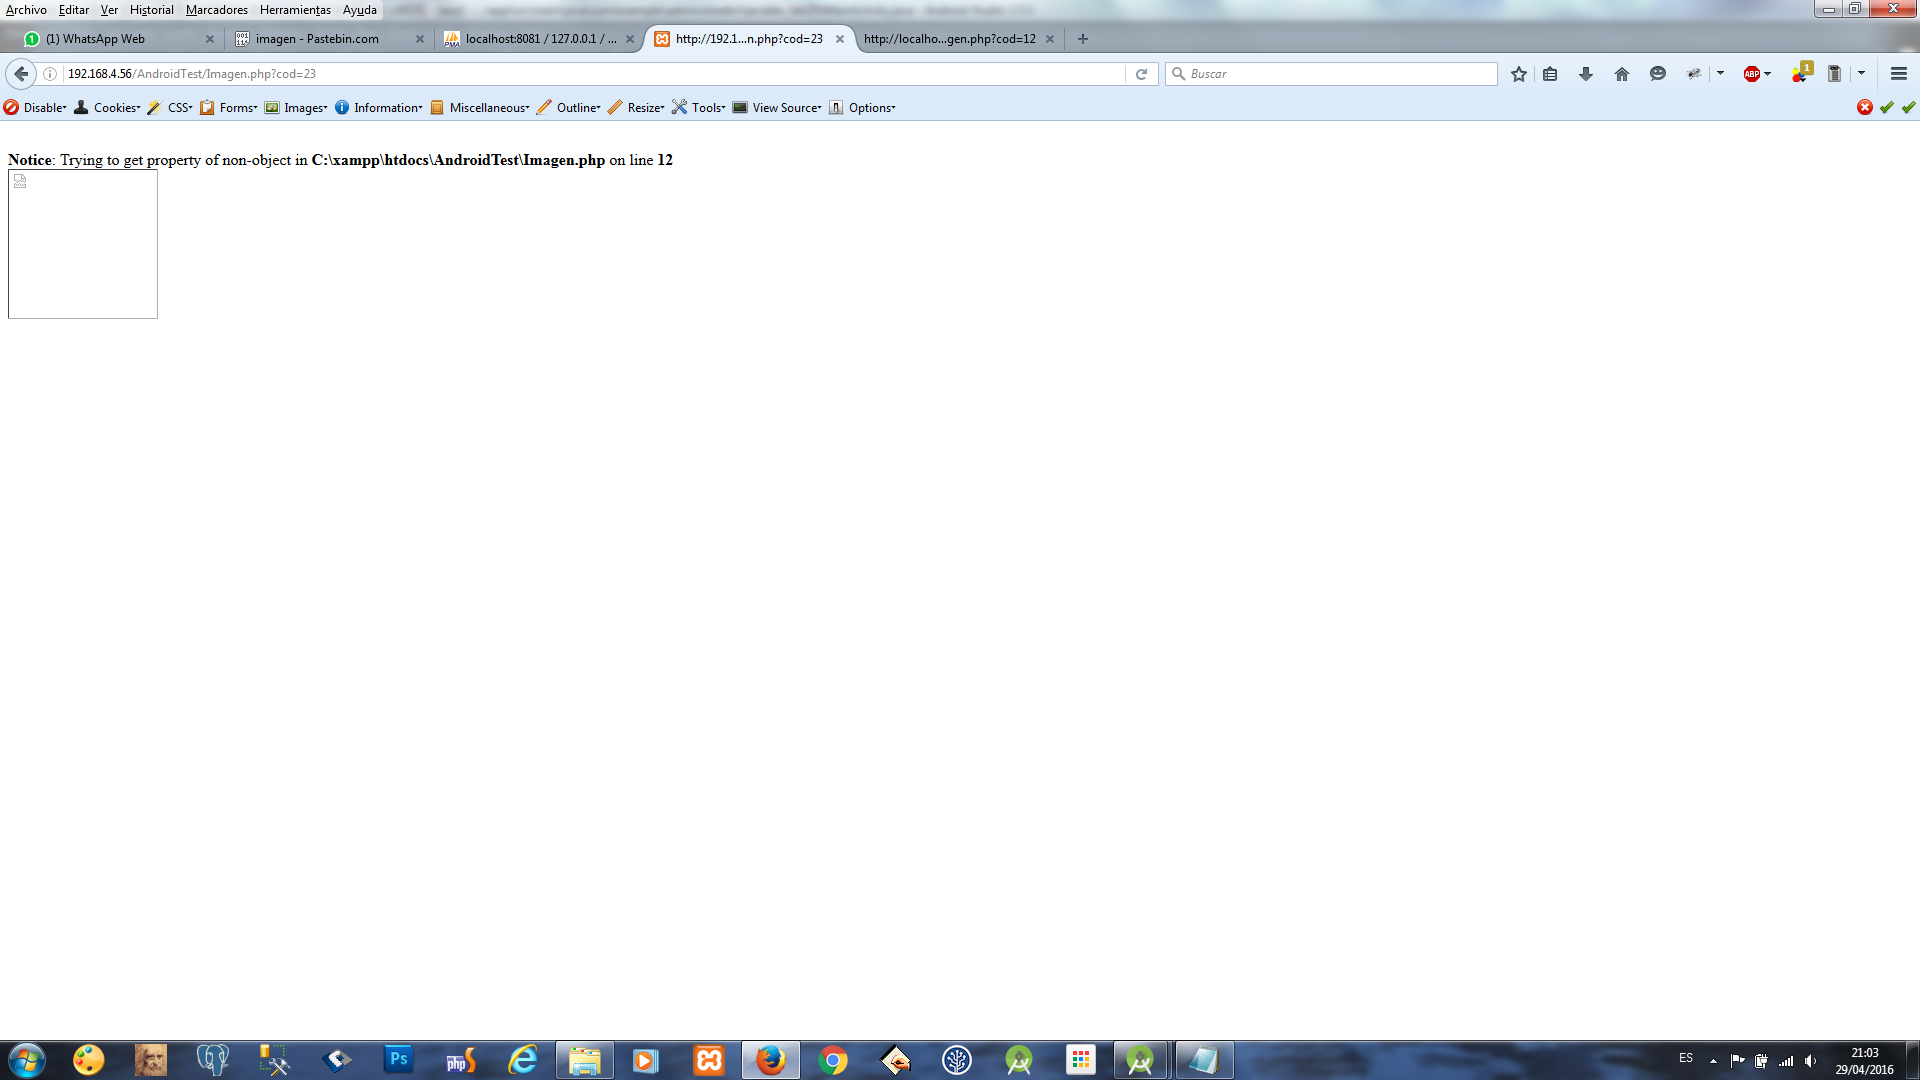 Archivo Editar Ver Historial Marcadores Herramientas Ayuda
(1) WhatsApp Web imagen - Pastebin.com localhost:8081 / 127.0.0.1 / ... http://192.1...n.php?cod=23 http://localho...gen.php?cod=12
192.168.4.56/AndroidTest/Imagen.php?cod=23 Buscar ABP 1
Disable Cookies CSS Forms Images Information Miscellaneous Outline Resize Tools View Source Options
Notice: Trying to get property of non-object in C:\xampp\htdocs\AndroidTest\Imagen.php on line 12
Ps php ES 21:03
29/04/2016